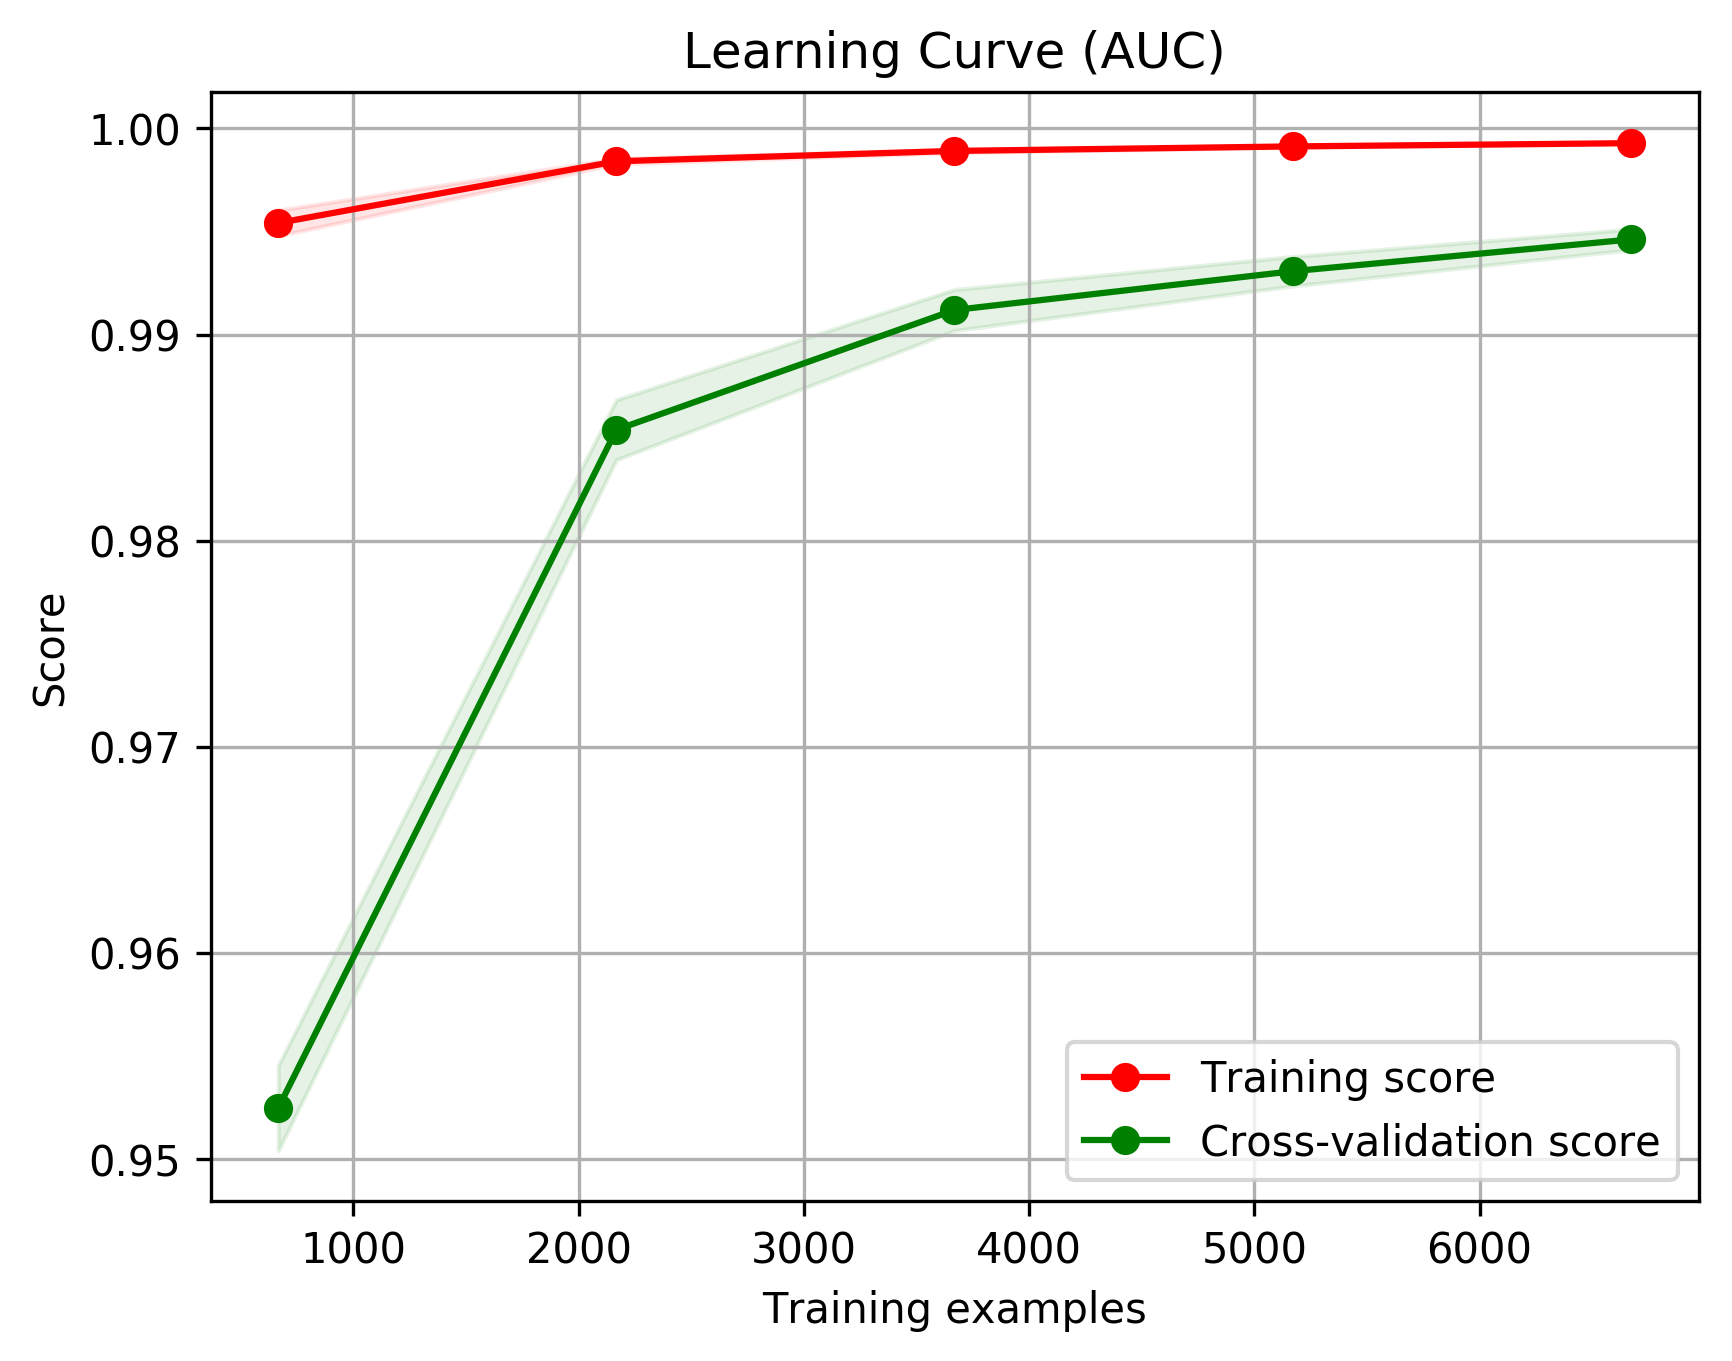 Learning Curve (AUC)
1.00
0.99
0.98
0.97
0.96
0.95
Score
1000 2000 3000 4000 5000 6000
Training examples
Training score
Cross-validation score